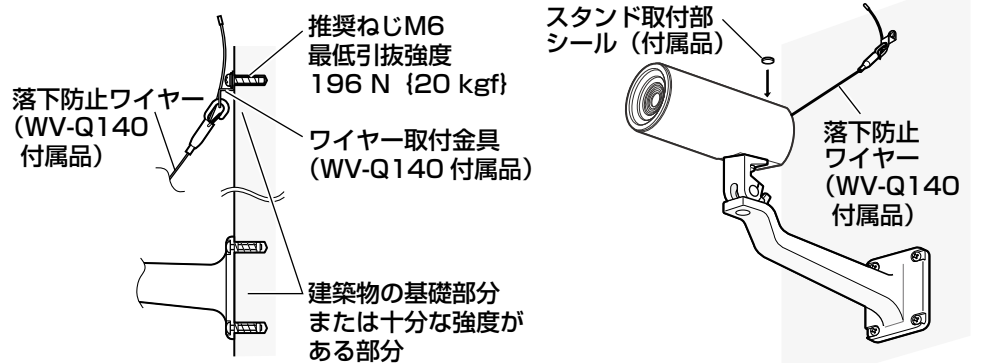 推奨ねじM6
最低引抜強度
196 N {20 kgf}
落下防止ワイヤー
(WV-Q140
付属品)
ワイヤー取付金具
(WV-Q140 付属品)
建築物の基礎部分
または十分な強度が
ある部分
スタンド取付部
シール（付属品）
落下防止
ワイヤー
(WV-Q140
付属品)